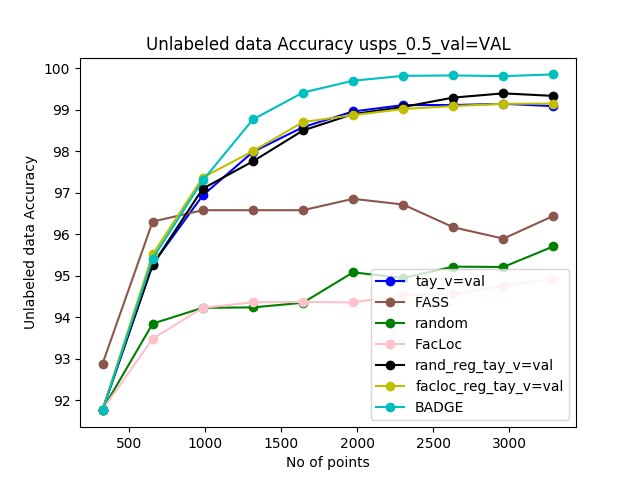 Unlabeled data Accuracy usps_0.5_val=VAL
Unlabeled data Accuracy
100
99
98
97
96
95
94
93
92
tay_v=val
FASS
random
FacLoc
rand_reg_tay_v=val
facloc_reg_tay_v=val
BADGE
500
1000
1500
2000
2500
3000
No of points